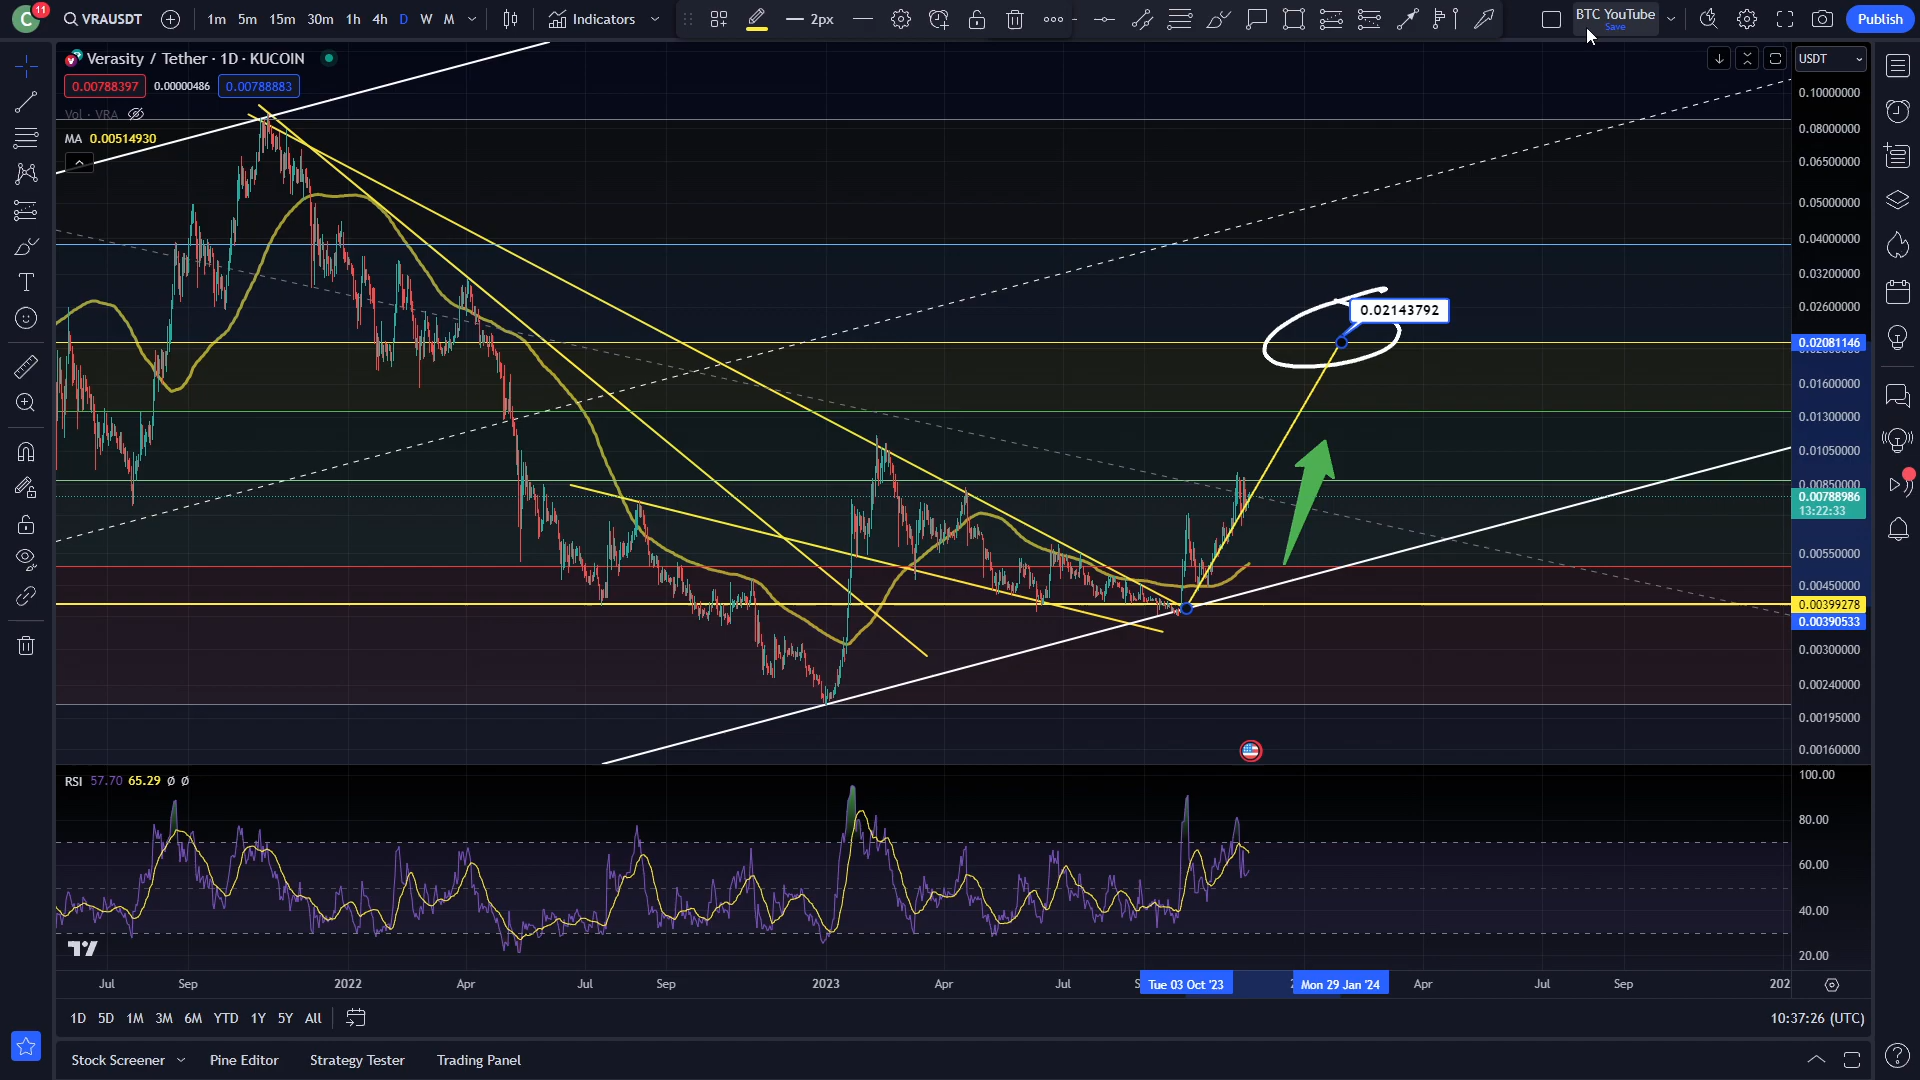 C 11 VRAUSDT 1m 5m 15m 30m 1h 4h D W M Indicators 2px BTC YouTube Save Publish
Verasity / Tether · 1D · KUCOIN
USDT
0.00788397 0.00000486 0.00788883
Vol · VRA
MA 0.00514930
0.10000000
0.08000000
0.06500000
0.05000000
0.04000000
0.03200000
0.02600000
0.02143792
0.02081146
0.01600000
0.01300000
0.01050000
0.00850000
0.00788986
13:22:33
0.00550000
0.00450000
0.00399278
0.00390533
0.00300000
0.00240000
0.00195000
0.00160000
RSI 57.70 65.29 Ø Ø
100.00
80.00
60.00
40.00
20.00
Jul Sep 2022 Apr Jul Sep 2023 Apr Jul Tue 03 Oct '23 Mon 29 Jan '24 Apr Jul Sep 202
1D 5D 1M 3M 6M YTD 1Y 5Y All 10:37:26 (UTC)
Stock Screener Pine Editor Strategy Tester Trading Panel